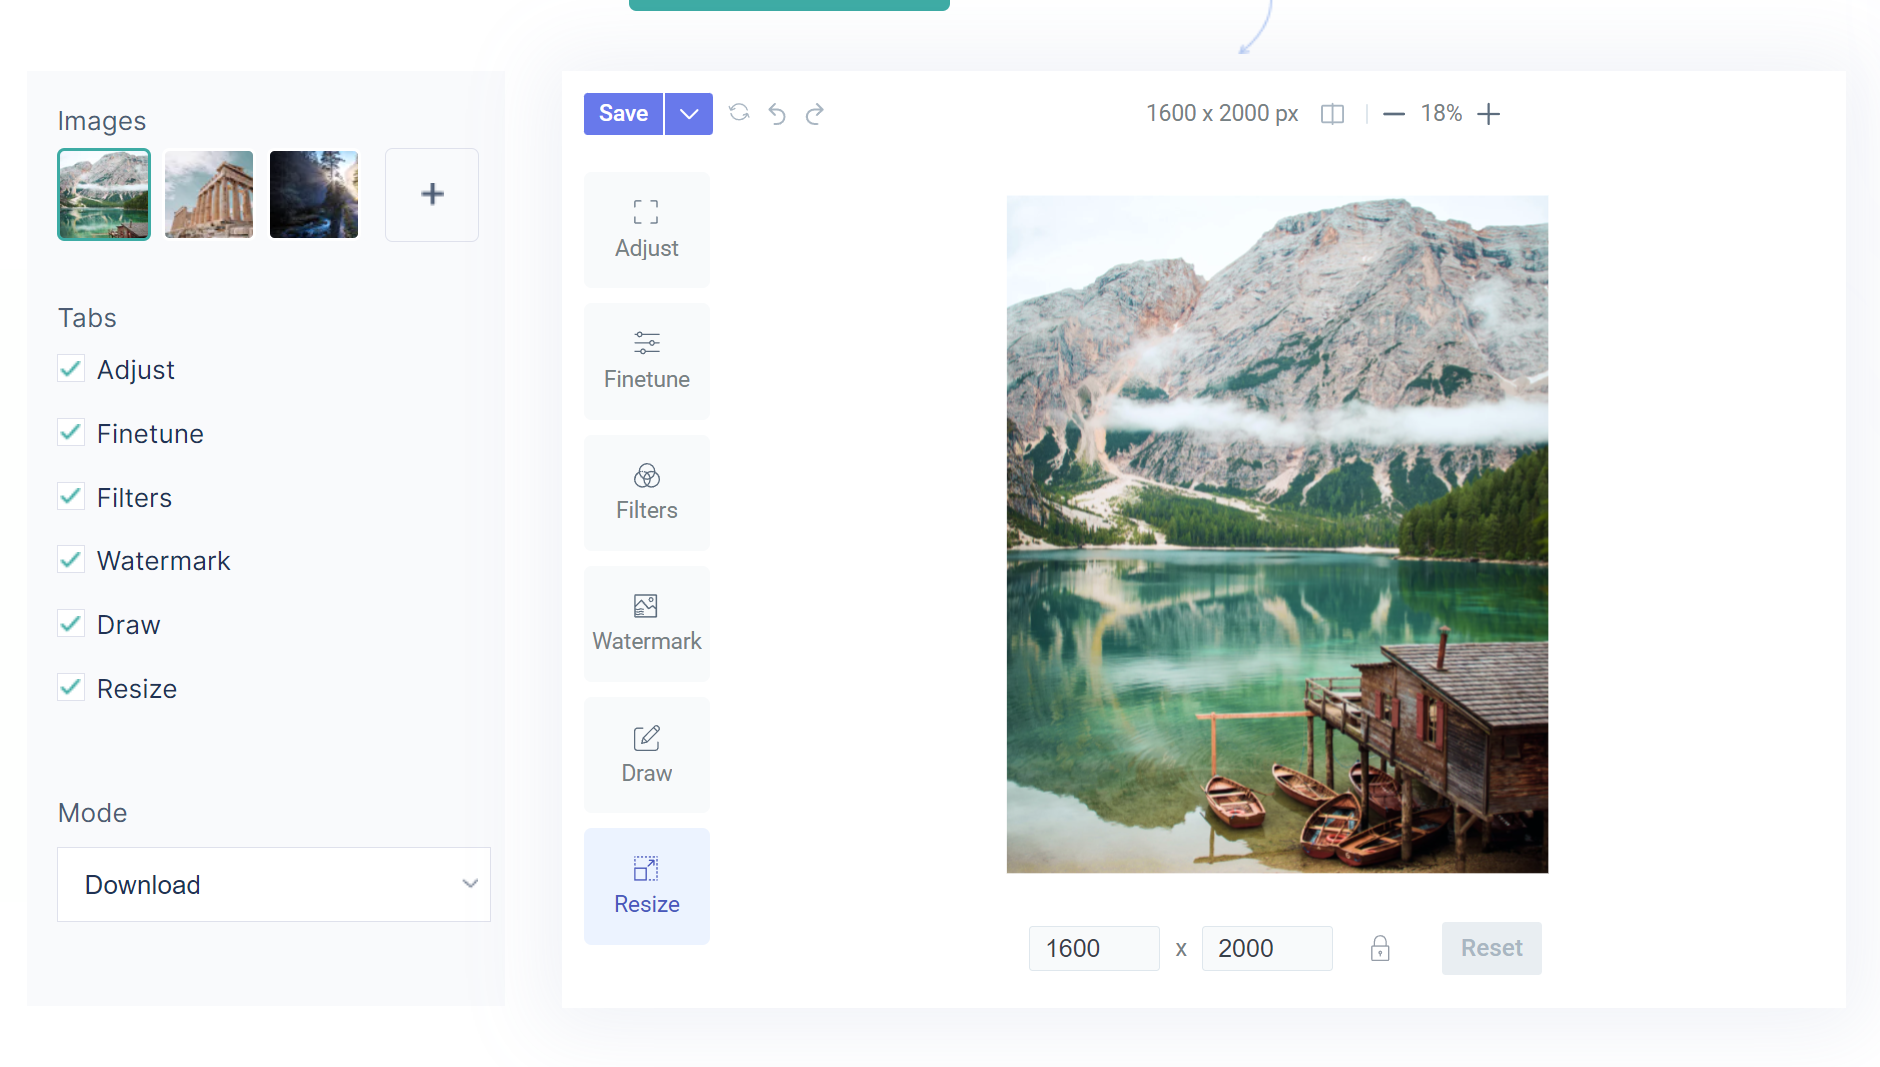 Images
Tabs
Adjust
Finetune
Filters
Watermark
Draw
Resize
Mode
Download
Save
1600 x 2000 px
18%
Adjust
Finetune
Filters
Watermark
Draw
Resize
1600 x 2000
Reset